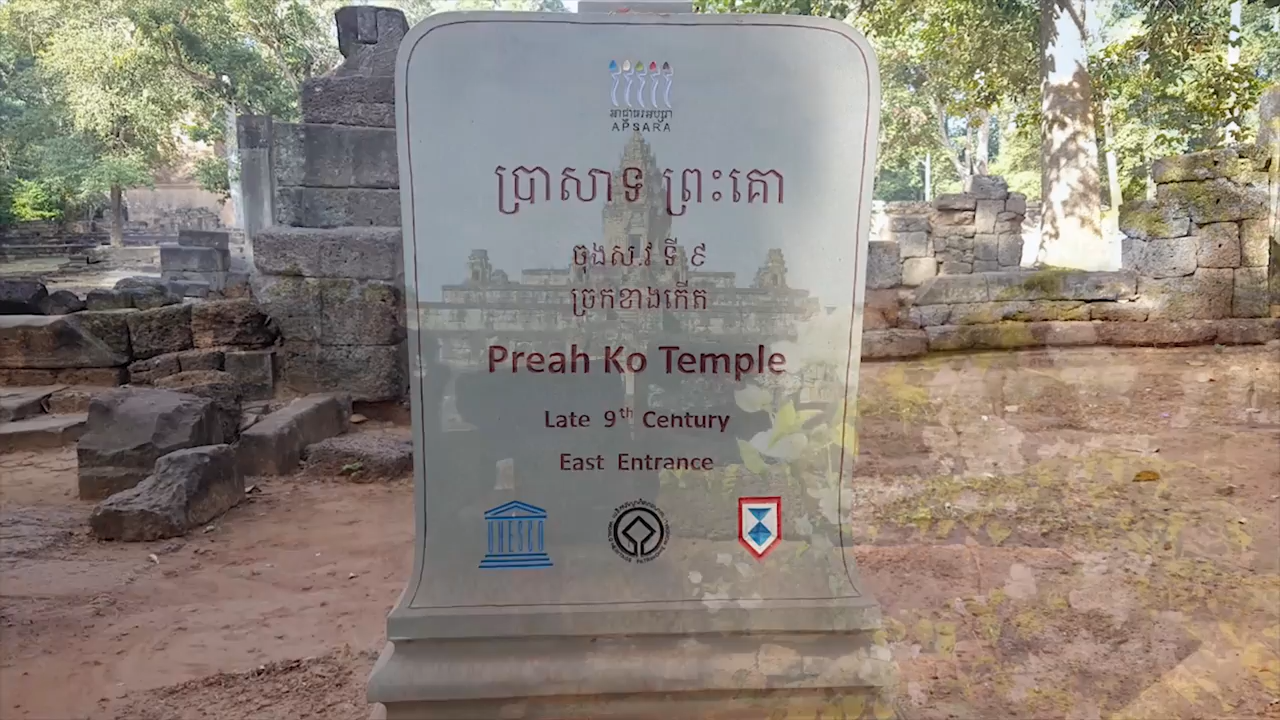 អាជ្ញាធរអប្សរា
APSARA
ប្រាសាទ ព្រះគោ
ចុងស.វ ទី.៩
ច្រកខាងកើត
Preah Ko Temple
Late 9th Century
East Entrance
UNESCO